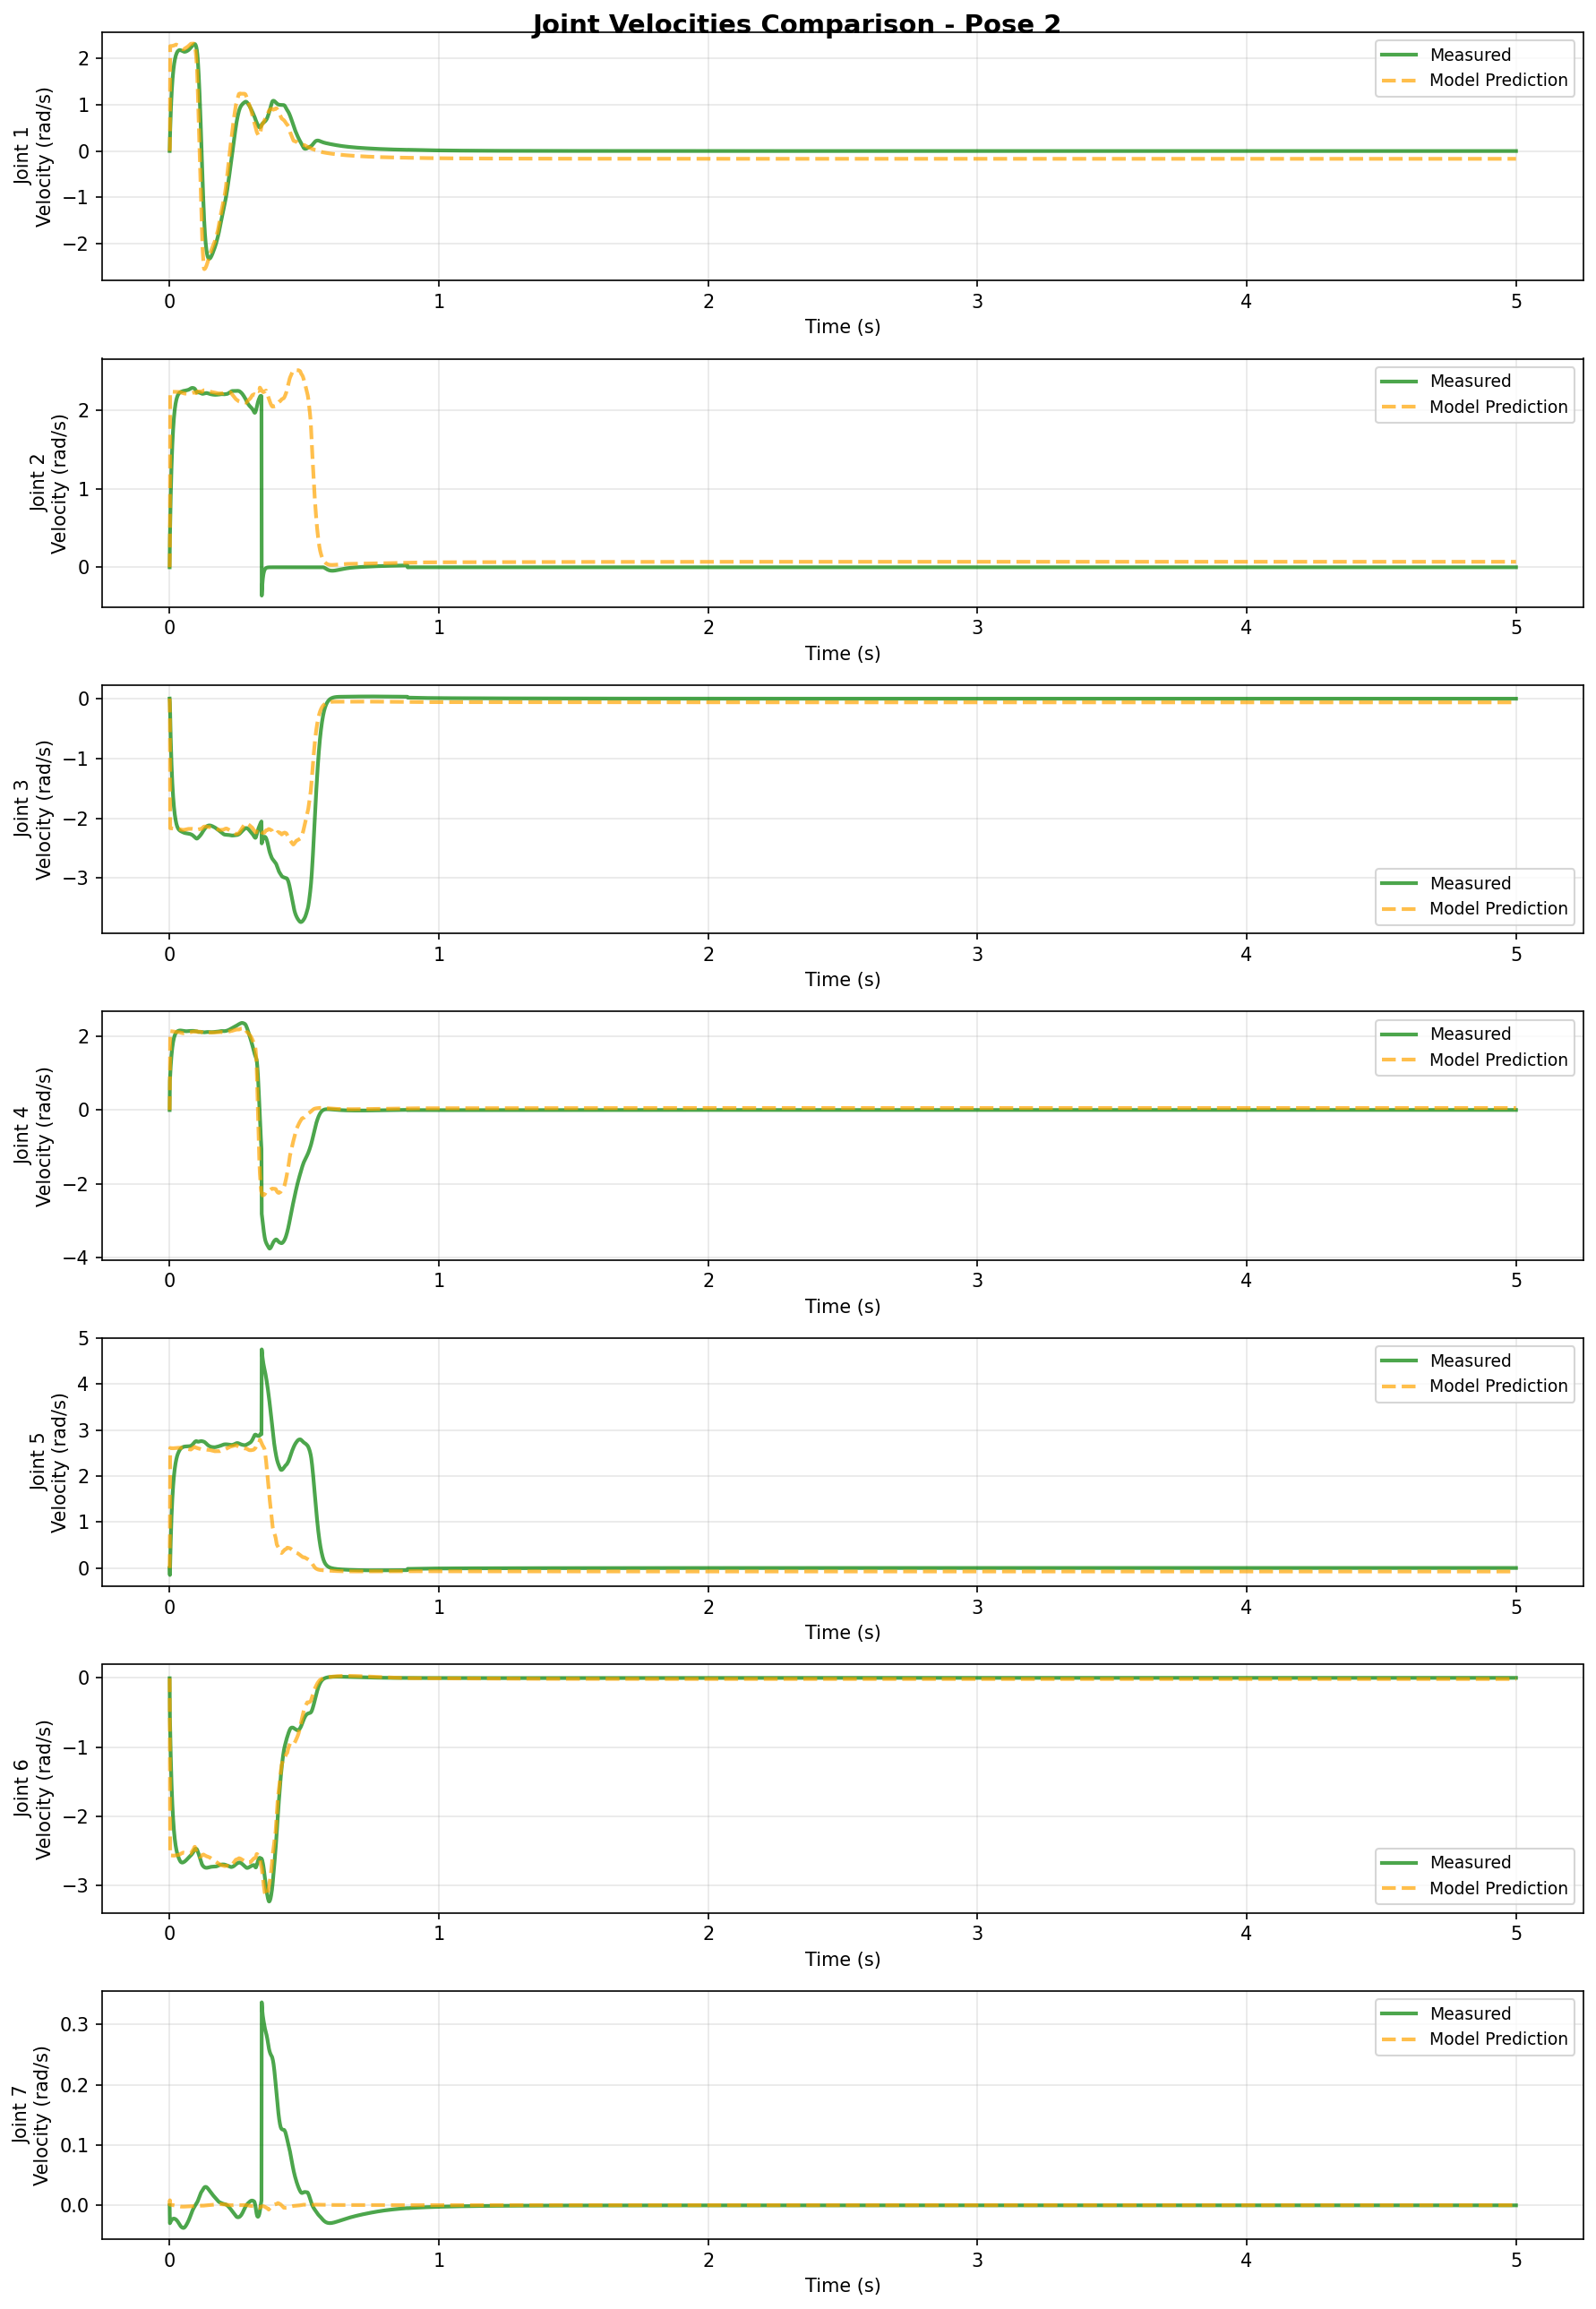 Joint Velocities Comparison - Pose 2
2
1
0
−1
−2
Joint 1
Velocity (rad/s)
Measured
Model Prediction
0 1 2 3 4 5
Time (s)
2
1
0
Joint 2
Velocity (rad/s)
Measured
Model Prediction
0 1 2 3 4 5
Time (s)
0
−1
−2
−3
Joint 3
Velocity (rad/s)
Measured
Model Prediction
0 1 2 3 4 5
Time (s)
2
0
−2
−4
Joint 4
Velocity (rad/s)
Measured
Model Prediction
0 1 2 3 4 5
Time (s)
5
4
3
2
1
0
Joint 5
Velocity (rad/s)
Measured
Model Prediction
0 1 2 3 4 5
Time (s)
0
−1
−2
−3
Joint 6
Velocity (rad/s)
Measured
Model Prediction
0 1 2 3 4 5
Time (s)
0.3
0.2
0.1
0.0
Joint 7
Velocity (rad/s)
Measured
Model Prediction
0 1 2 3 4 5
Time (s)